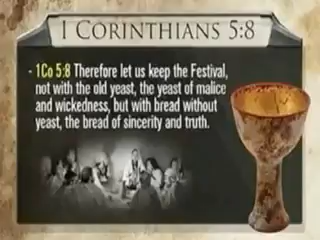 1 CORINTHIANS 5:8
- 1Co 5:8 Therefore let us keep the Festival,
not with the old yeast, the yeast of malice
and wickedness, but with bread without
yeast, the bread of sincerity and truth.